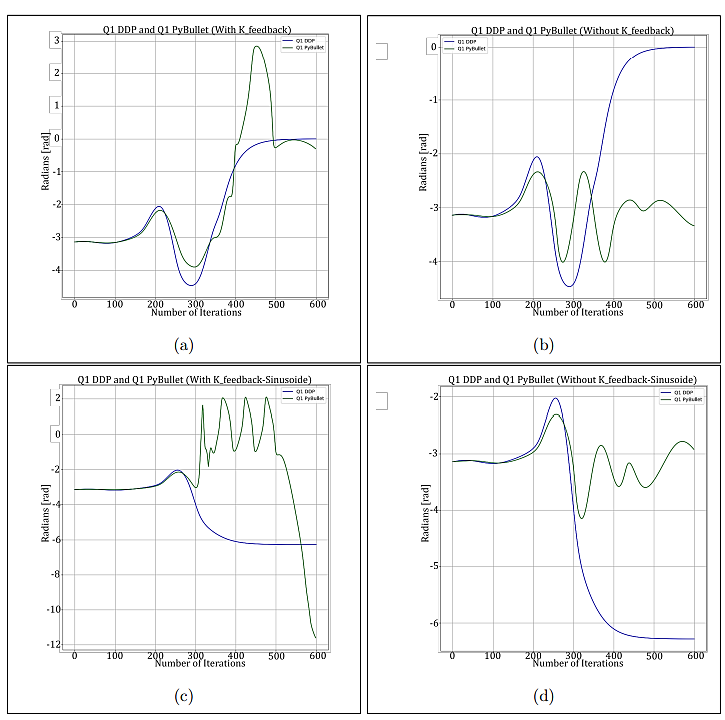 Q1 DDP and Q1 PyBullet (With K_feedback)
Q1 DDP
Q1 PyBullet
3
2
1
0
-1
-2
-3
-4
Radians [rad]
0 100 200 300 400 500 600
Number of Iterations
(a)
Q1 DDP and Q1 PyBullet (Without K_feedback)
Q1 DDP
Q1 PyBullet
0
-1
-2
-3
-4
Radians [rad]
0 100 200 300 400 500 600
Number of Iterations
(b)
Q1 DDP and Q1 PyBullet (With K_feedback-Sinusoide)
Q1 DDP
Q1 PyBullet
2
0
-2
-4
-6
-8
-10
-12
Radians [rad]
0 100 200 300 400 500 600
Number of Iterations
(c)
Q1 DDP and Q1 PyBullet (Without K_feedback-Sinusoide)
Q1 DDP
Q1 PyBullet
-2
-3
-4
-5
-6
Radians [rad]
0 100 200 300 400 500 600
Number of Iterations
(d)